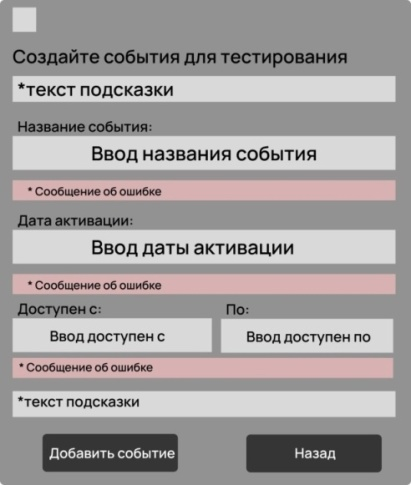 Создайте события для тестирования
*текст подсказки
Название события:
Ввод названия события
* Сообщение об ошибке
Дата активации:
Ввод даты активации
* Сообщение об ошибке
Доступен с: По:
Ввод доступен с Ввод доступен по
* Сообщение об ошибке
*текст подсказки
Добавить событие Назад